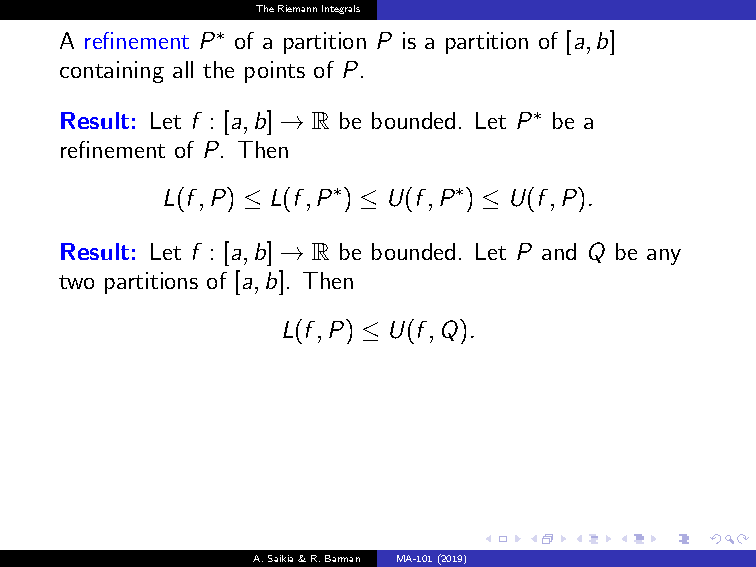 The Riemann Integrals
A refinement P* of a partition P is a partition of [a, b]
containing all the points of P.
Result: Let f : [a, b] → ℝ be bounded. Let P* be a
refinement of P. Then
L(f, P) ≤ L(f, P*) ≤ U(f, P*) ≤ U(f, P).
Result: Let f : [a, b] → ℝ be bounded. Let P and Q be any
two partitions of [a, b]. Then
L(f, P) ≤ U(f, Q).
A. Saikia & R. Barman MA-101 (2019)